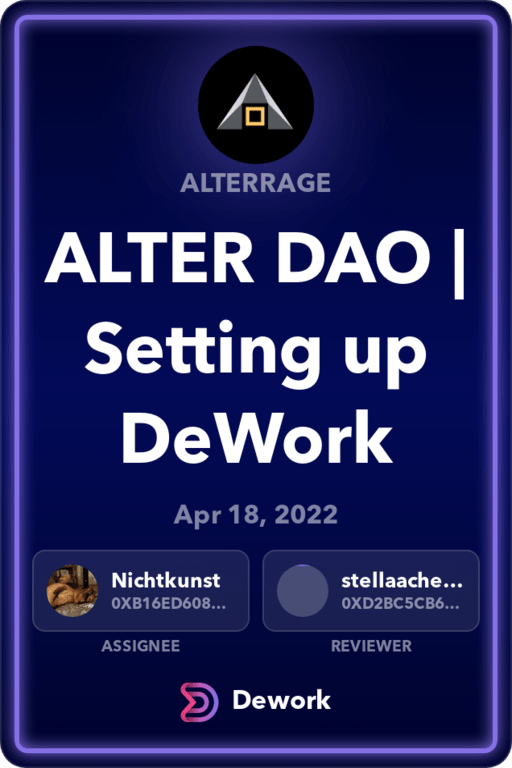 ALTERRAGE
ALTER DAO |
Setting up
DeWork
Apr 18, 2022
Nichtkunst
0XB16ED608...
stellaache...
0XD2BC5CB6...
ASSIGNEE
REVIEWER
Dework